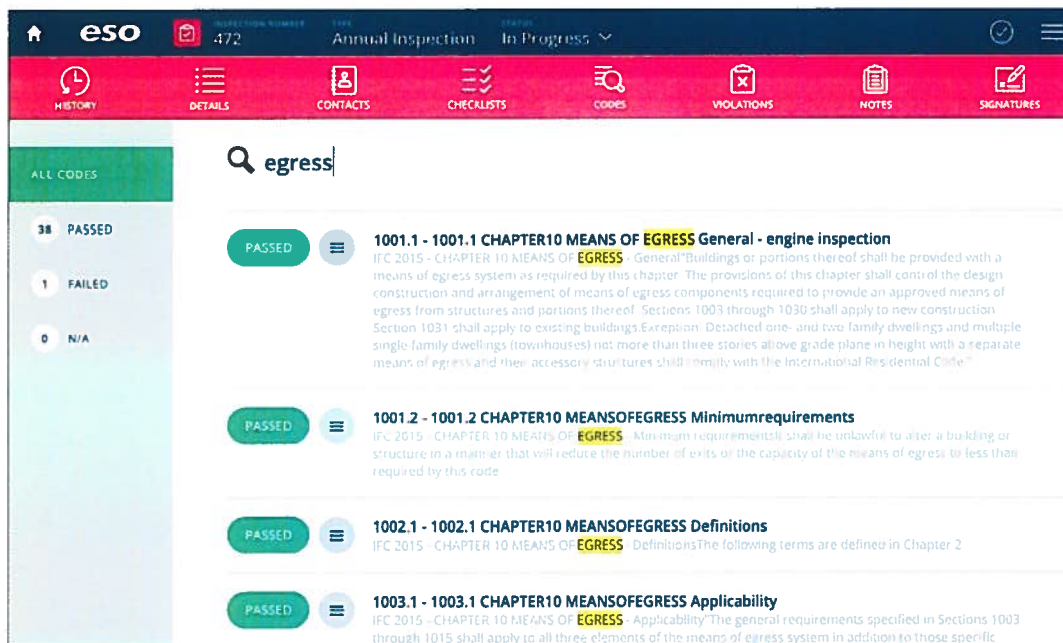 eso
INSPECTION NUMBER
472
TYPE
Annual Inspection
STATUS
In Progress
HISTORY
DETAILS
CONTACTS
CHECKLISTS
CODES
VIOLATIONS
NOTES
SIGNATURES
ALL CODES
38 PASSED
1 FAILED
0 N/A
egress
PASSED
1001.1 - 1001.1 CHAPTER10 MEANS OF EGRESS General - engine inspection
IFC 2015 - CHAPTER 10 MEANS OF EGRESS - General"Buildings or portions thereof shall be provided with a
means of egress system as required by this chapter. The provisions of this chapter shall control the design
construction and arrangement of means of egress components required to provide an approved means of
egress from structures and portions thereof. Sections 1003 through 1030 shall apply to new construction
Section 1031 shall apply to existing buildings.Exception: Detached one- and two family dwellings and multiple
single-family dwellings (townhouses) not more than three stories above grade plane in height with a separate
means of egress and their accessory structures shall comply with the International Residential Code."
PASSED
1001.2 - 1001.2 CHAPTER10 MEANSOFEGRESS Minimumrequirements
IFC 2015 - CHAPTER 10 MEANS OF EGRESS - Minimum requirementsIt shall be unlawful to alter a building or
structure in a manner that will reduce the number of exits or the capacity of the means of egress to less than
required by this code
PASSED
1002.1 - 1002.1 CHAPTER10 MEANSOFEGRESS Definitions
IFC 2015 - CHAPTER 10 MEANS OF EGRESS - DefinitionsThe following terms are defined in Chapter 2
PASSED
1003.1 - 1003.1 CHAPTER10 MEANSOFEGRESS Applicability
IFC 2015 - CHAPTER 10 MEANS OF EGRESS - Applicability"The general requirements specified in Sections 1003
through 1015 shall apply to all three elements of the means of egress system in addition to those specific